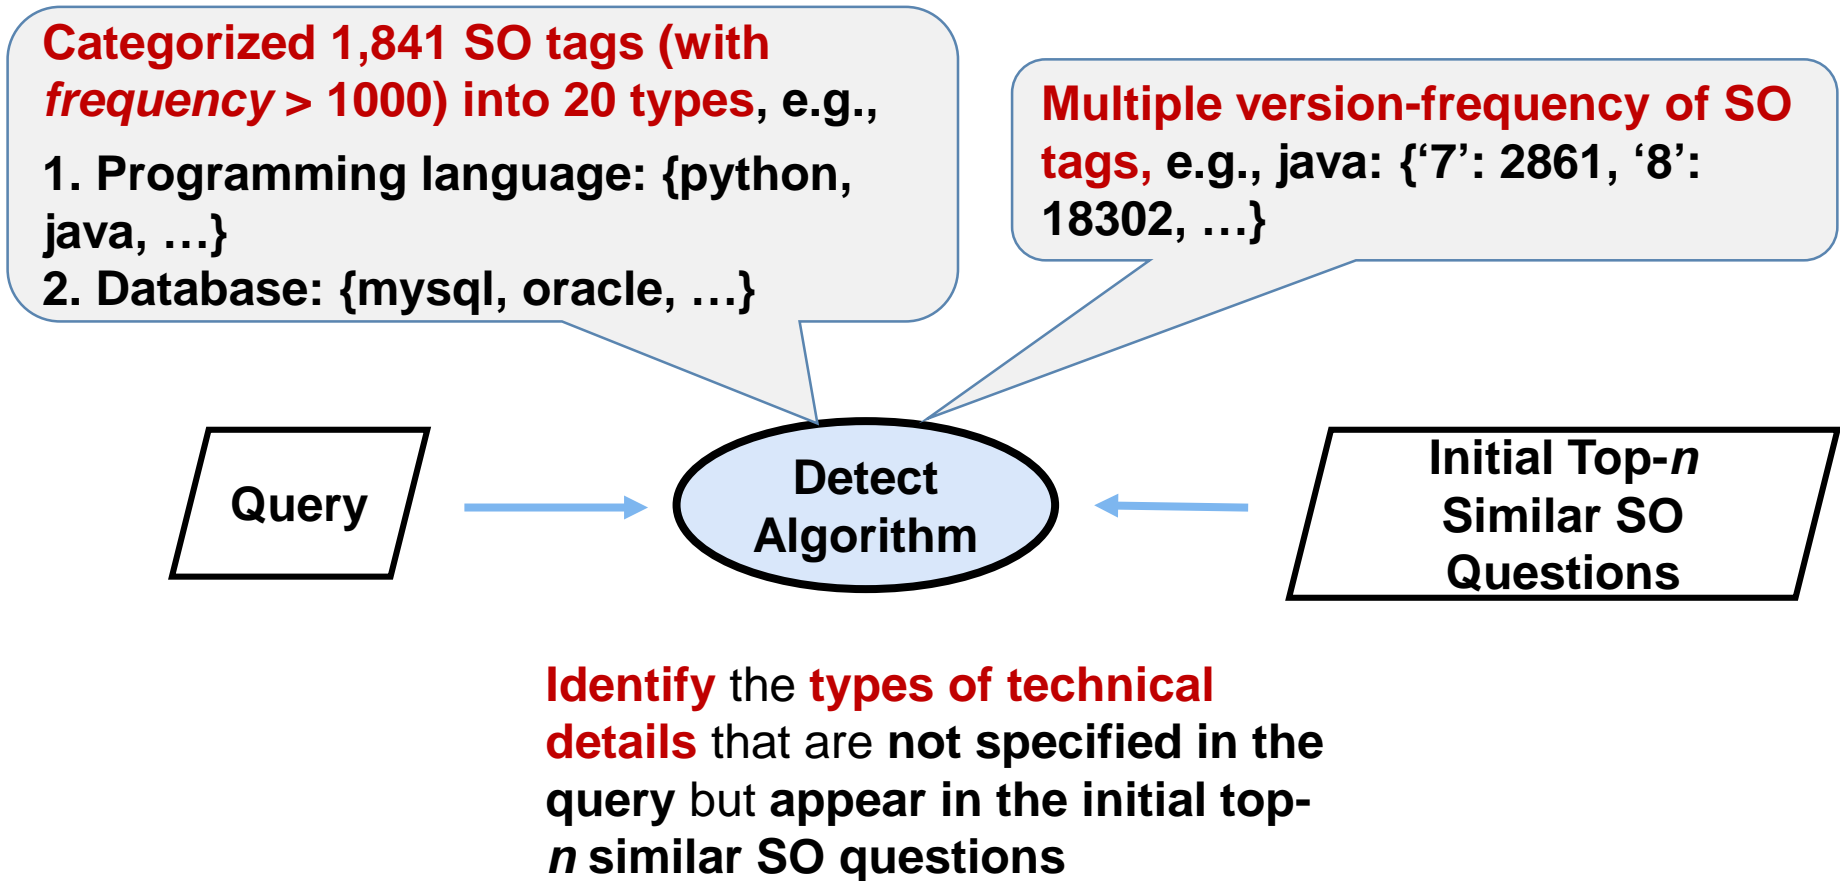 Categorized 1,841 SO tags (with
frequency > 1000) into 20 types, e.g.,
1. Programming language: {python,
java, …}
2. Database: {mysql, oracle, …}
Multiple version-frequency of SO
tags, e.g., java: {‘7’: 2861, ‘8’:
18302, …}
Query
Detect
Algorithm
Initial Top-n
Similar SO
Questions
Identify the types of technical
details that are not specified in the
query but appear in the initial top-
n similar SO questions